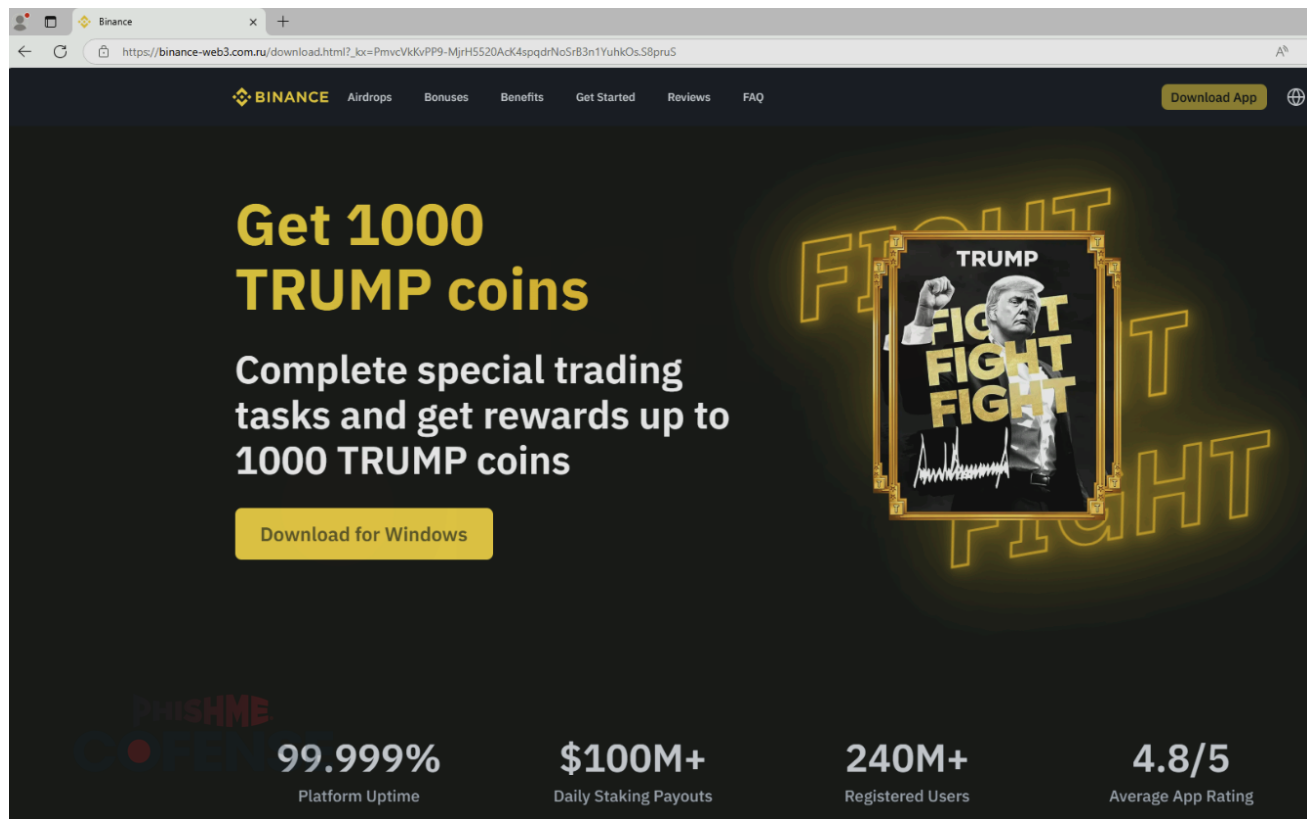 Binance
https://binance-web3.com.ru/download.html?_kx=PmvcVkKvPP9-MjrH5520AcK4spqdrNoSrB3n1YuhkOs.S8pruS
BINANCE Airdrops Bonuses Benefits Get Started Reviews FAQ Download App
Get 1000
TRUMP coins
Complete special trading
tasks and get rewards up to
1000 TRUMP coins
Download for Windows
FIGHT
FIGHT
FIGHT
TRUMP
FIGHT
FIGHT
FIGHT
PHISHME
COFENSE
99.999% $100M+ 240M+ 4.8/5
Platform Uptime Daily Staking Payouts Registered Users Average App Rating